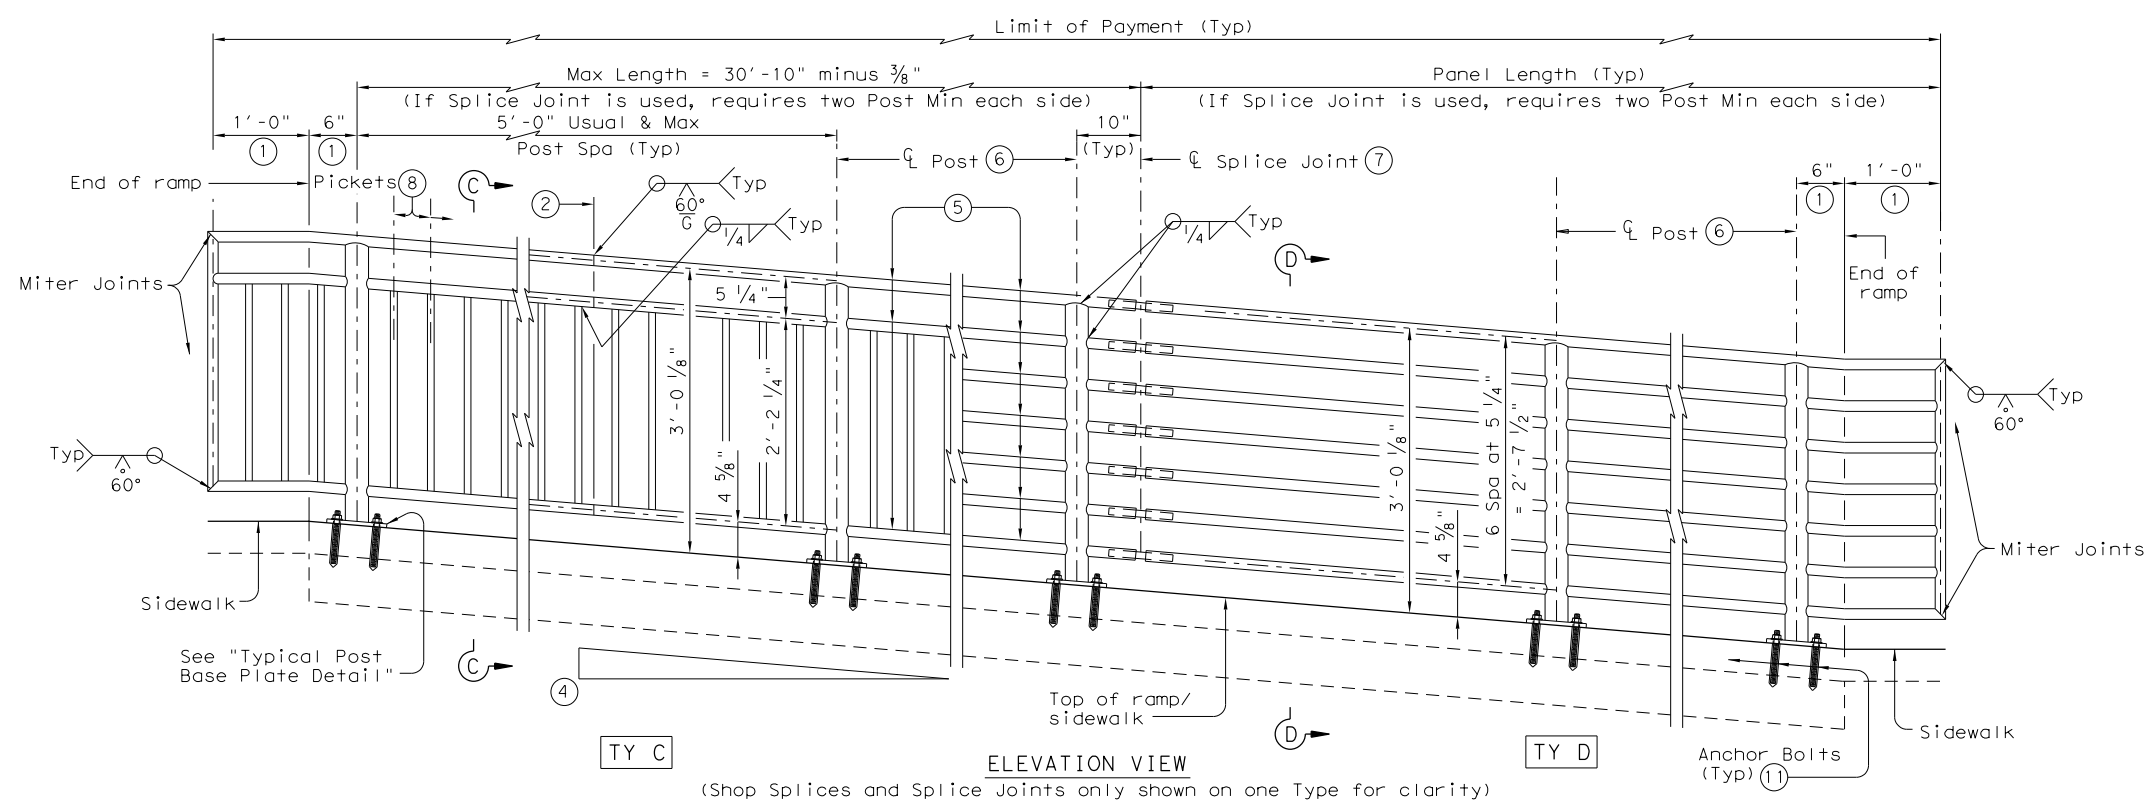 Limit of Payment (Typ)
Max Length = 30'-10" minus ⅜"
Panel Length (Typ)
(If Splice Joint is used, requires two Post Min each side)
(If Splice Joint is used, requires two Post Min each side)
1'-0"
1
6"
1
5'-0" Usual & Max
Post Spa (Typ)
10"
(Typ)
℄ Post 6
℄ Splice Joint 7
End of ramp
Pickets 8
C
2
60°
G
Typ
1/4
Typ
5
1/4
Typ
D
℄ Post 6
6"
1
1'-0"
1
End of
ramp
Miter Joints
5 1/4"
3'-0 1/8"
2'-2 1/4"
4 5/8"
3'-0 1/8"
6 Spa at 5 1/4"
= 2'-7 1/2"
4 5/8"
Typ
60°
Typ
60°
Miter Joints
Sidewalk
See "Typical Post
Base Plate Detail"
C
4
Top of ramp/
sidewalk
D
Sidewalk
Anchor Bolts
(Typ) 11
TY C
ELEVATION VIEW
TY D
(Shop Splices and Splice Joints only shown on one Type for clarity)